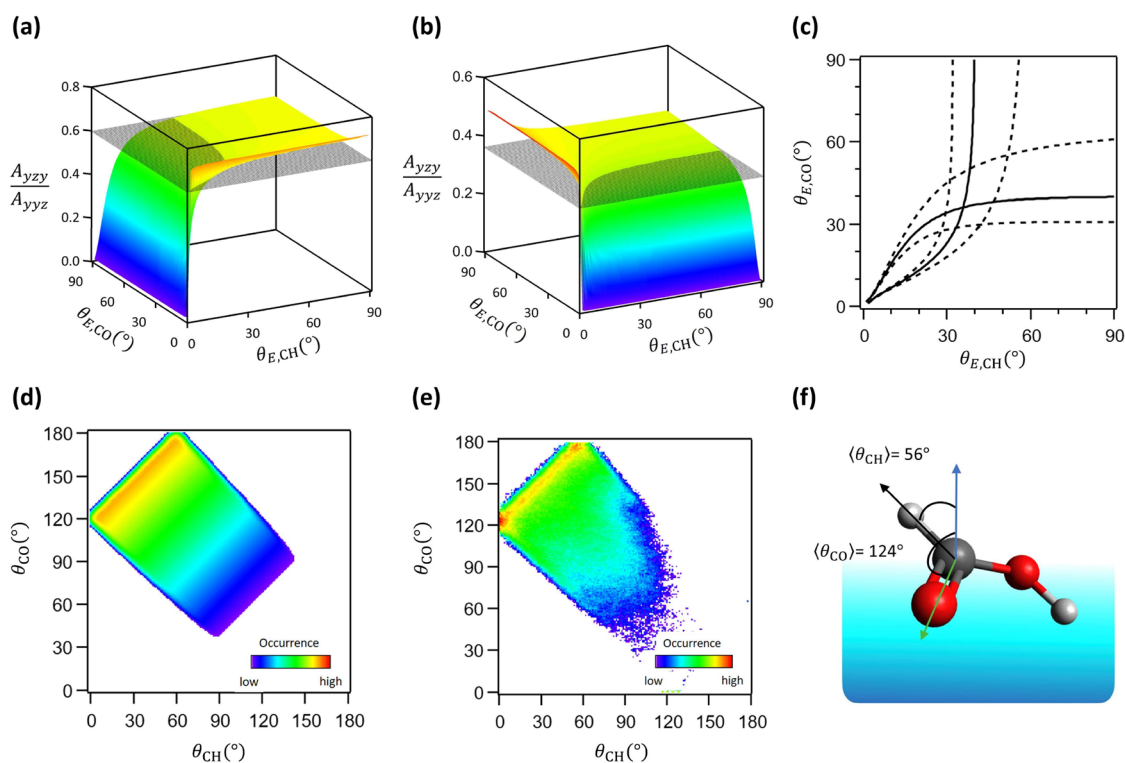 (a)
0.8
0.6
0.4
0.2
0.0
A_yzy
A_yyz
90
60
30
0
θ_E,CO(°)
0
30
60
90
θ_E,CH(°)
(b)
0.6
0.4
0.2
0.0
A_yzy
A_yyz
90
60
30
0
θ_E,CO(°)
0
30
60
90
θ_E,CH(°)
(c)
90
60
30
0
θ_E,CO(°)
0
30
60
90
θ_E,CH(°)
(d)
180
150
120
90
60
30
0
θ_CO(°)
Occurrence
low high
0 30 60 90 120 150 180
θ_CH(°)
(e)
180
150
120
90
60
30
0
θ_CO(°)
Occurrence
low high
0 30 60 90 120 150 180
θ_CH(°)
(f)
⟨θ_CH⟩= 56°
⟨θ_CO⟩= 124°